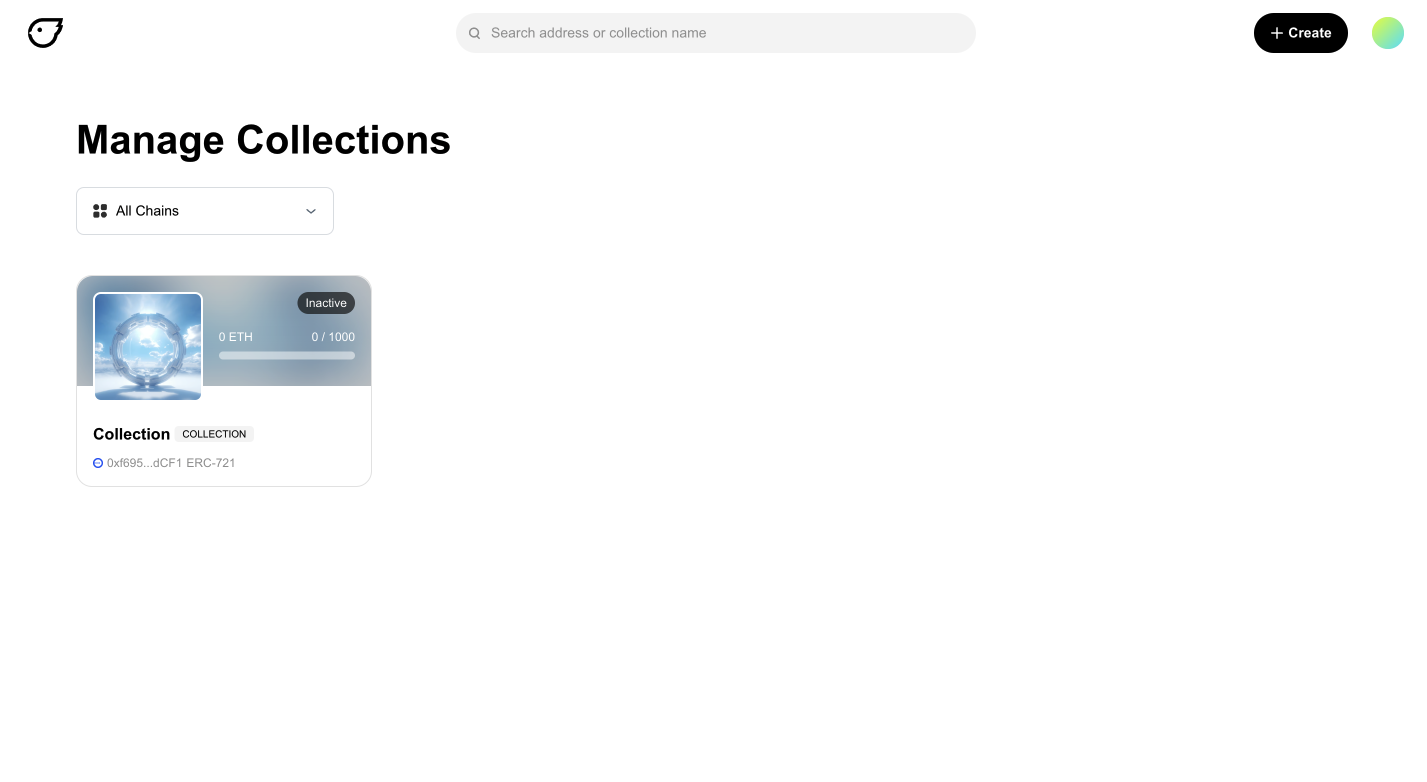 Search address or collection name
Create
Manage Collections
All Chains
Inactive
0 ETH 0 / 1000
Collection COLLECTION
0xf695...dCF1 ERC-721